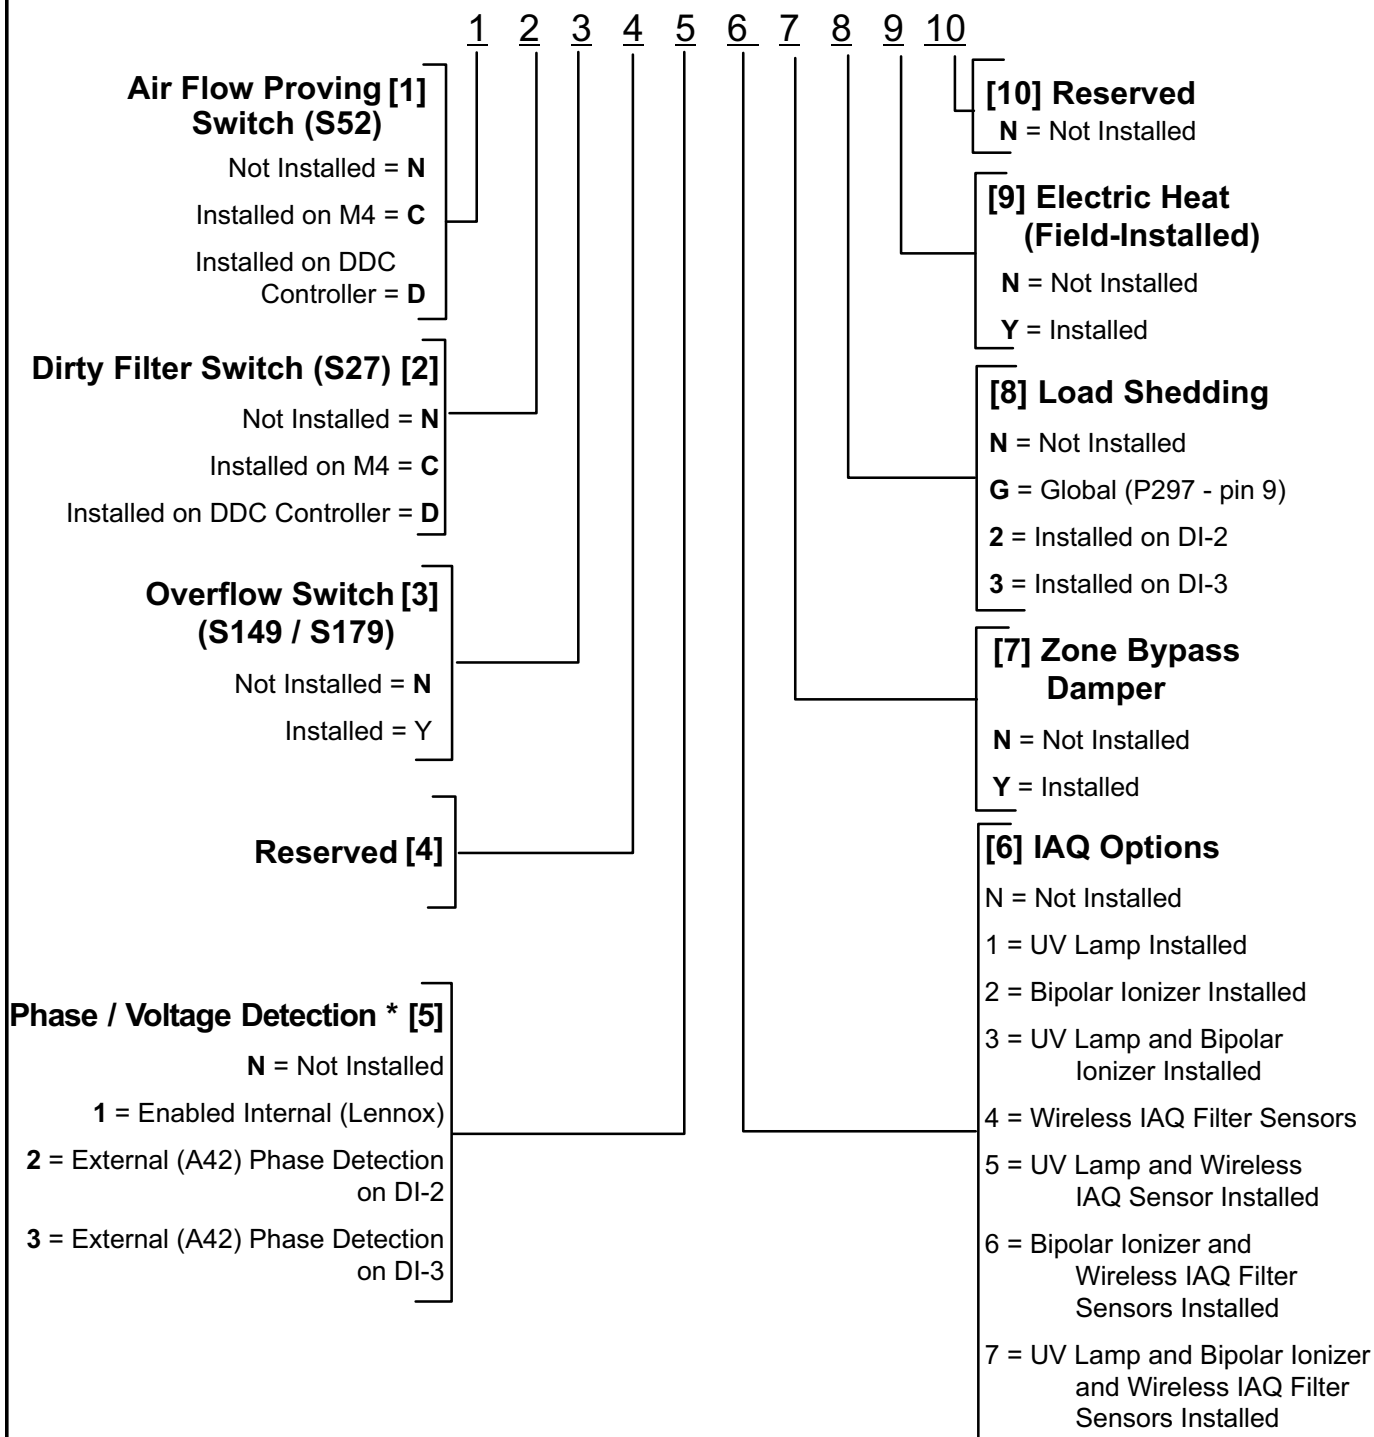 1 2 3 4 5 6 7 8 9 10
Air Flow Proving [1]
Switch (S52)
Not Installed = N
Installed on M4 = C
Installed on DDC
Controller = D
Dirty Filter Switch (S27) [2]
Not Installed = N
Installed on M4 = C
Installed on DDC Controller = D
Overflow Switch [3]
(S149 / S179)
Not Installed = N
Installed = Y
Reserved [4]
Phase / Voltage Detection * [5]
N = Not Installed
1 = Enabled Internal (Lennox)
2 = External (A42) Phase Detection
on DI-2
3 = External (A42) Phase Detection
on DI-3
[10] Reserved
N = Not Installed
[9] Electric Heat
(Field-Installed)
N = Not Installed
Y = Installed
[8] Load Shedding
N = Not Installed
G = Global (P297 - pin 9)
2 = Installed on DI-2
3 = Installed on DI-3
[7] Zone Bypass
Damper
N = Not Installed
Y = Installed
[6] IAQ Options
N = Not Installed
1 = UV Lamp Installed
2 = Bipolar Ionizer Installed
3 = UV Lamp and Bipolar
Ionizer Installed
4 = Wireless IAQ Filter Sensors
5 = UV Lamp and Wireless
IAQ Sensor Installed
6 = Bipolar Ionizer and
Wireless IAQ Filter
Sensors Installed
7 = UV Lamp and Bipolar Ionizer
and Wireless IAQ Filter
Sensors Installed